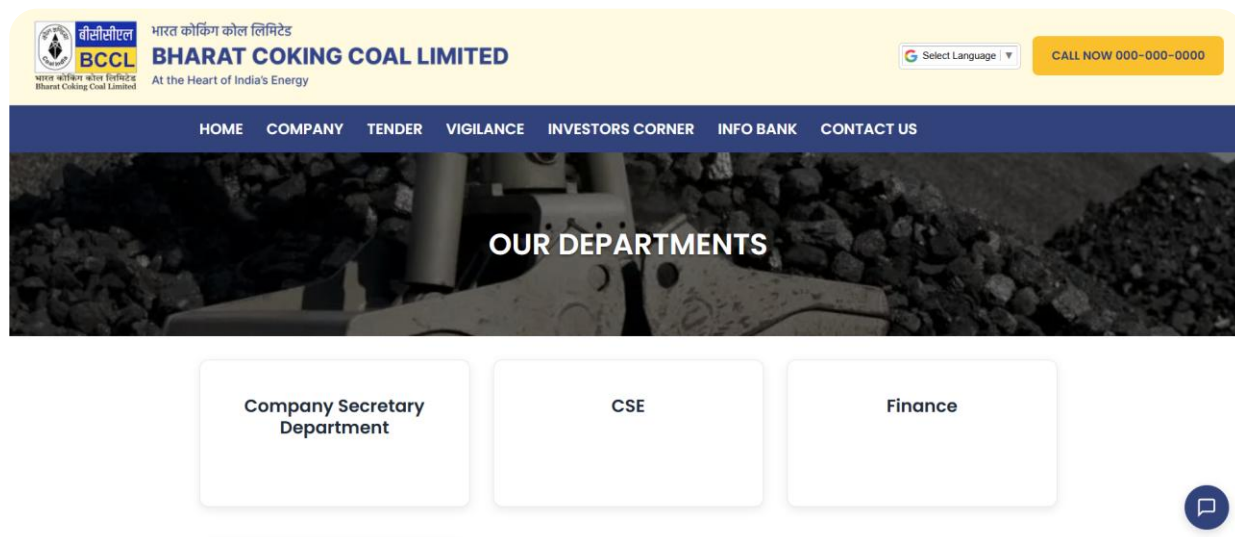 बीसीसीएल
BCCL
भारत कोकिंग कोल लिमिटेड
Bharat Coking Coal Limited
भारत कोकिंग कोल लिमिटेड
BHARAT COKING COAL LIMITED
At the Heart of India's Energy
Select Language
CALL NOW 000-000-0000
HOME COMPANY TENDER VIGILANCE INVESTORS CORNER INFO BANK CONTACT US
OUR DEPARTMENTS
Company Secretary
Department
CSE
Finance